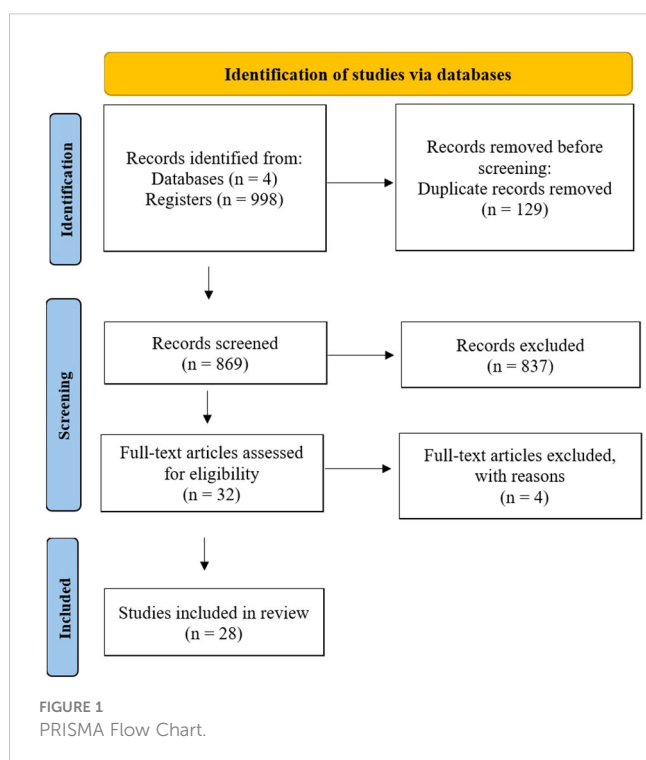 Identification of studies via databases
Identification
Records identified from:
Databases (n = 4)
Registers (n = 998)
Records removed before
screening:
Duplicate records removed
(n = 129)
Screening
Records screened
(n = 869)
Records excluded
(n = 837)
Full-text articles assessed
for eligibility
(n = 32)
Full-text articles excluded,
with reasons
(n = 4)
Included
Studies included in review
(n = 28)
FIGURE 1
PRISMA Flow Chart.